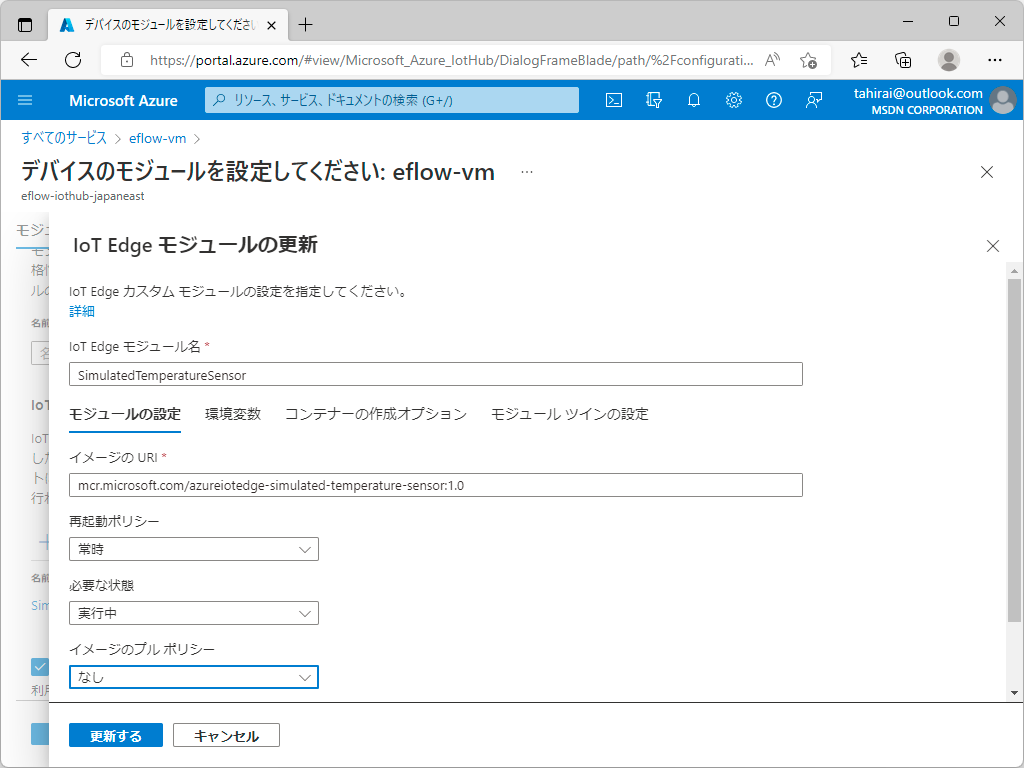 デバイスのモジュールを設定してくださ
https://portal.azure.com/#view/Microsoft_Azure_IotHub/DialogFrameBlade/path/%2Fconfigurati...
Microsoft Azure
リソース、サービス、ドキュメントの検索 (G+/)
tahirai@outlook.com
MSDN CORPORATION
すべてのサービス > eflow-vm >
デバイスのモジュールを設定してください: eflow-vm ...
eflow-iothub-japaneast
モジュ
IoT Edge モジュールの更新
IoT Edge カスタム モジュールの設定を指定してください。
詳細
IoT Edge モジュール名 *
SimulatedTemperatureSensor
モジュールの設定 環境変数 コンテナーの作成オプション モジュール ツインの設定
イメージの URI *
mcr.microsoft.com/azureiotedge-simulated-temperature-sensor:1.0
再起動ポリシー
常時
必要な状態
実行中
イメージのプル ポリシー
なし
更新する キャンセル
名前
名
IoT
IoT
した
トに
行わ
名前
Sim
利用